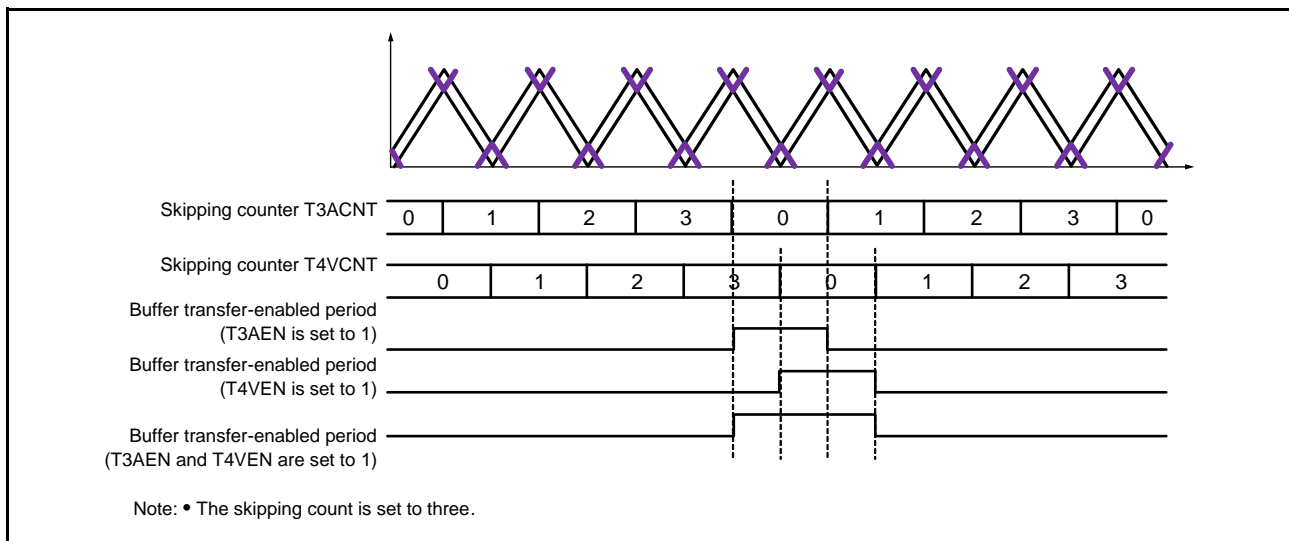 Skipping counter T3ACNT 0 1 2 3 0 1 2 3 0
Skipping counter T4VCNT 0 1 2 3 0 1 2 3
Buffer transfer-enabled period
(T3AEN is set to 1)
Buffer transfer-enabled period
(T4VEN is set to 1)
Buffer transfer-enabled period
(T3AEN and T4VEN are set to 1)
Note: • The skipping count is set to three.